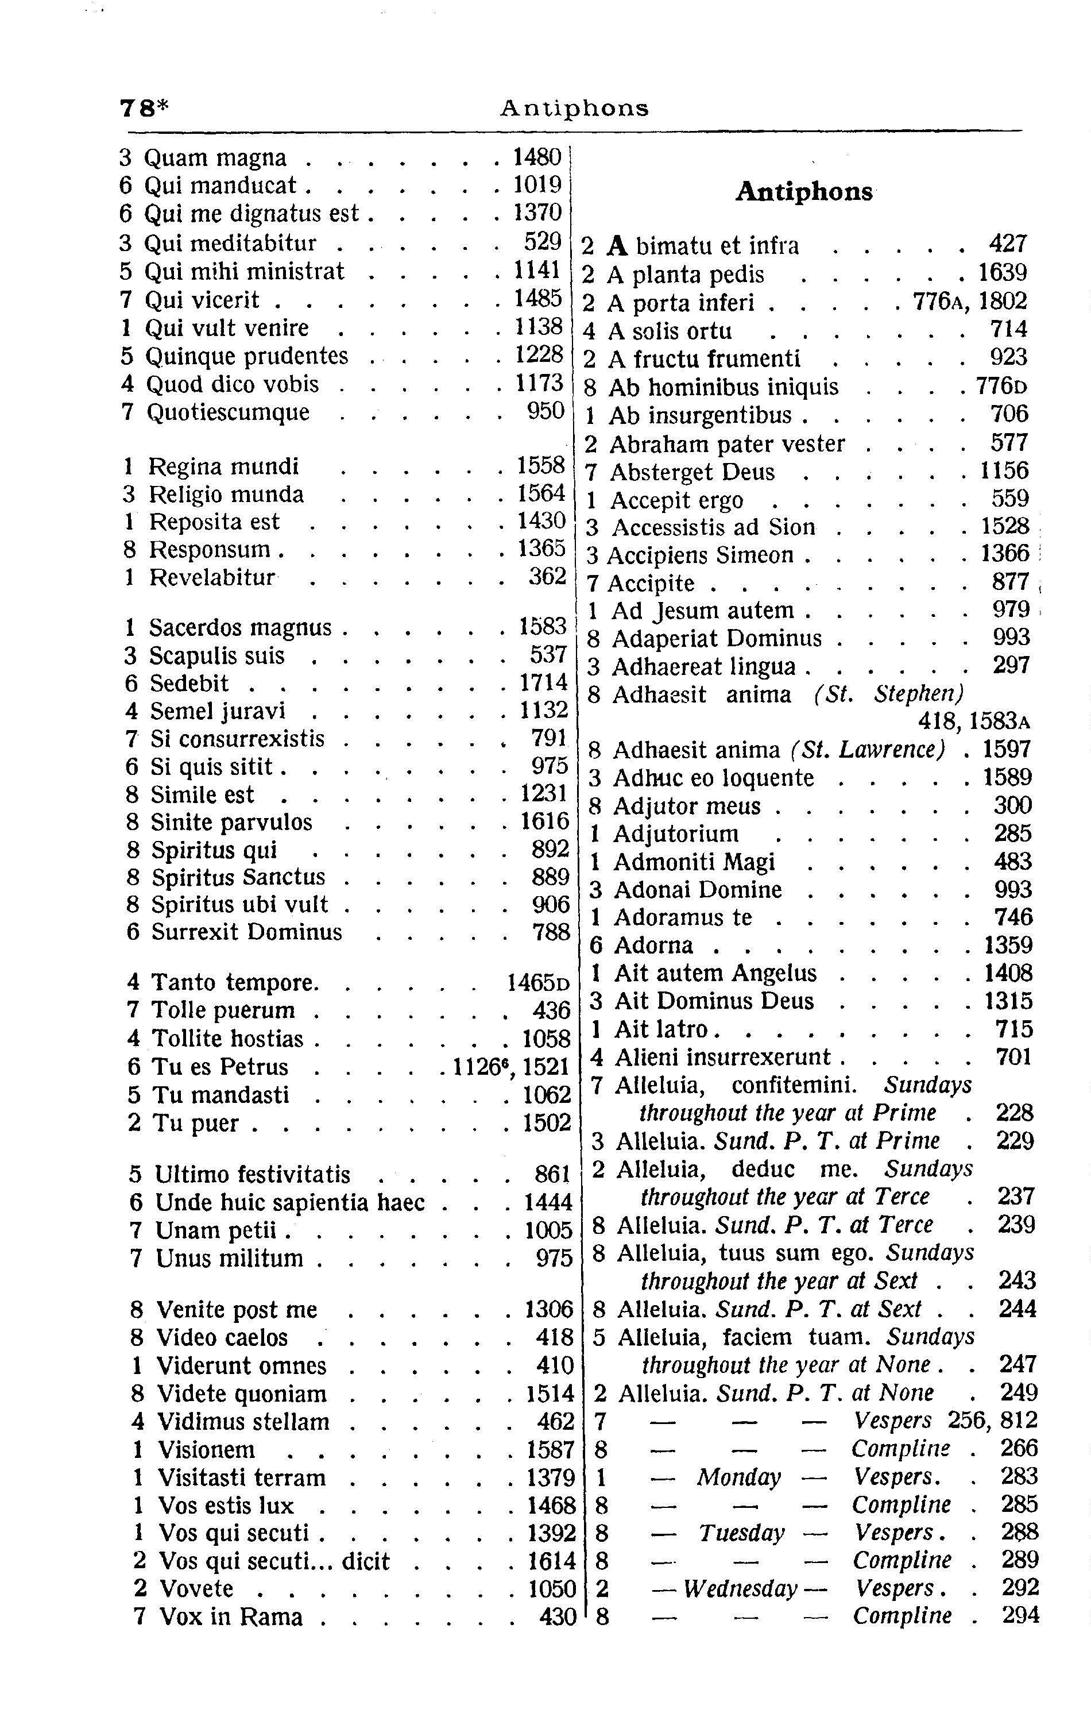 78*
Antiphons
3 Quam magna . . . . . . . 1480
6 Qui manducat . . . . . . . 1019
6 Qui me dignatus est . . . . . 1370
3 Qui meditabitur . . . . . . 529
5 Qui mihi ministrat . . . . . 1141
7 Qui vicerit . . . . . . . . 1485
1 Qui vult venire . . . . . . 1138
5 Quinque prudentes . . . . . 1228
4 Quod dico vobis . . . . . . 1173
7 Quotiescumque . . . . . . 950
1 Regina mundi . . . . . . 1558
3 Religio munda . . . . . . 1564
1 Reposita est . . . . . . . 1430
8 Responsum . . . . . . . . 1365
1 Revelabitur . . . . . . . 362
1 Sacerdos magnus . . . . . . 1583
3 Scapulis suis . . . . . . . 537
6 Sedebit . . . . . . . . . 1714
4 Semel juravi . . . . . . . 1132
7 Si consurrexistis . . . . . . 791
6 Si quis sitit . . . . . . . . 975
8 Simile est . . . . . . . . 1231
8 Sinite parvulos . . . . . . 1616
8 Spiritus qui . . . . . . . 892
8 Spiritus Sanctus . . . . . . 889
8 Spiritus ubi vult . . . . . . 906
6 Surrexit Dominus . . . . . 788
4 Tanto tempore. . . . . . 1465D
7 Tolle puerum . . . . . . . 436
4 Tollite hostias . . . . . . . 1058
6 Tu es Petrus . . . . . 1126⁶, 1521
5 Tu mandasti . . . . . . . 1062
2 Tu puer . . . . . . . . . 1502
5 Ultimo festivitatis . . . . . 861
6 Unde huic sapientia haec . . . 1444
7 Unam petii . . . . . . . . 1005
7 Unus militum . . . . . . . 975
8 Venite post me . . . . . . 1306
8 Video caelos . . . . . . . 418
1 Viderunt omnes . . . . . . 410
8 Videte quoniam . . . . . . 1514
4 Vidimus stellam . . . . . . 462
1 Visionem . . . . . . . . 1587
1 Visitasti terram . . . . . . 1379
1 Vos estis lux . . . . . . . 1468
1 Vos qui secuti . . . . . . . 1392
2 Vos qui secuti... dicit . . . . 1614
2 Vovete . . . . . . . . . 1050
7 Vox in Rama . . . . . . . 430
Antiphons
2 A bimatu et infra . . . . . 427
2 A planta pedis . . . . . . 1639
2 A porta inferi . . . . . 776A, 1802
4 A solis ortu . . . . . . . 714
2 A fructu frumenti . . . . . 923
8 Ab hominibus iniquis . . . . 776D
1 Ab insurgentibus . . . . . . 706
2 Abraham pater vester . . . . 577
7 Absterget Deus . . . . . . 1156
1 Accepit ergo . . . . . . . 559
3 Accessistis ad Sion . . . . . 1528
3 Accipiens Simeon . . . . . . 1366
7 Accipite . . . . . . . . . 877
1 Ad Jesum autem . . . . . . 979
8 Adaperiat Dominus . . . . . 993
3 Adhaereat lingua . . . . . . 297
8 Adhaesit anima (St. Stephen)
418, 1583A
8 Adhaesit anima (St. Lawrence) . 1597
3 Adhuc eo loquente . . . . . 1589
8 Adjutor meus . . . . . . . 300
1 Adjutorium . . . . . . . 285
1 Admoniti Magi . . . . . . 483
3 Adonai Domine . . . . . . 993
1 Adoramus te . . . . . . . 746
6 Adorna . . . . . . . . . 1359
1 Ait autem Angelus . . . . . 1408
3 Ait Dominus Deus . . . . . 1315
1 Ait latro . . . . . . . . . 715
4 Alieni insurrexerunt . . . . . 701
7 Alleluia, confitemini. Sundays
throughout the year at Prime . 228
3 Alleluia. Sund. P. T. at Prime . 229
2 Alleluia, deduc me. Sundays
throughout the year at Terce . 237
8 Alleluia. Sund. P. T. at Terce . 239
8 Alleluia, tuus sum ego. Sundays
throughout the year at Sext . . 243
8 Alleluia. Sund. P. T. at Sext . . 244
5 Alleluia, faciem tuam. Sundays
throughout the year at None . . 247
2 Alleluia. Sund. P. T. at None . 249
7 — — — Vespers 256, 812
8 — — — Compline . 266
1 — Monday — Vespers. . 283
8 — — — Compline . 285
8 — Tuesday — Vespers. . 288
8 — — — Compline . 289
2 — Wednesday — Vespers. . 292
8 — — — Compline . 294